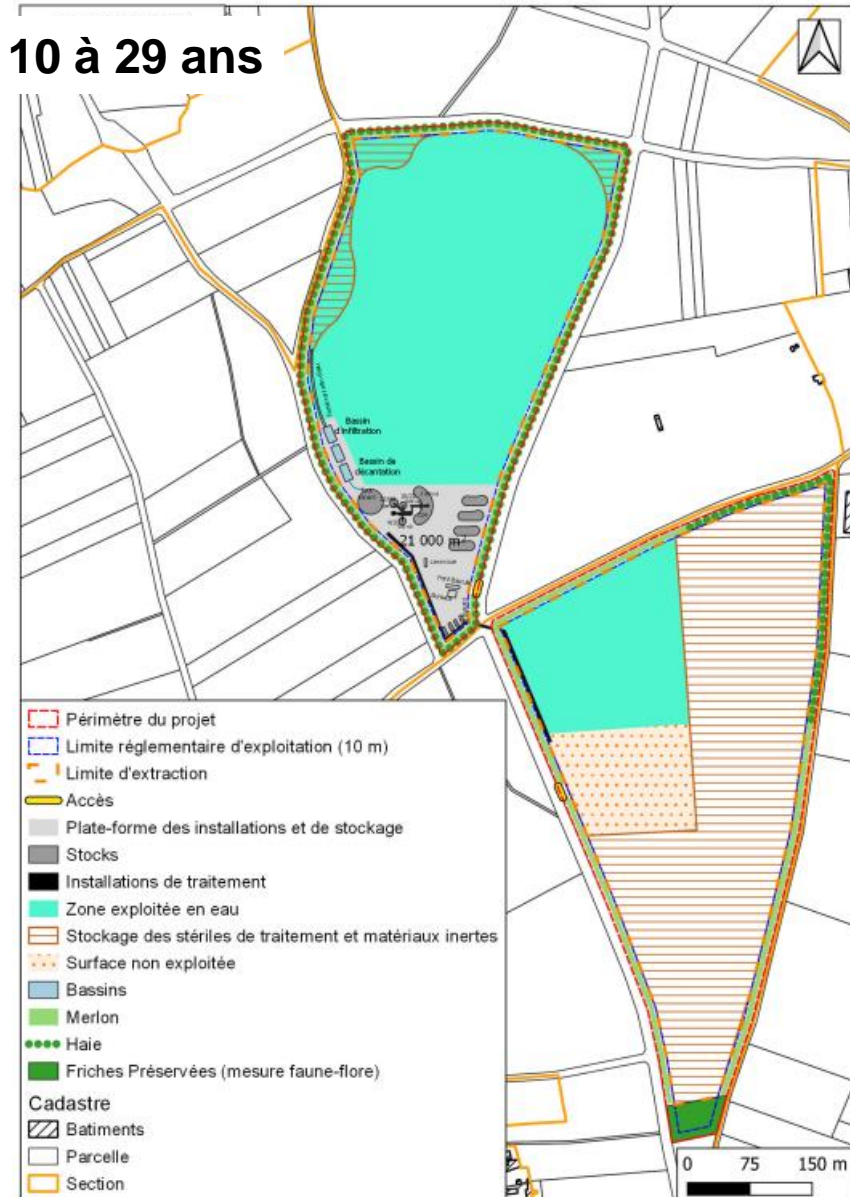 10 à 29 ans
Bassin
d'infiltration
Bassin de
décantation
21 000 m²
Périmètre du projet
Limite réglementaire d'exploitation (10 m)
Limite d'extraction
Accès
Plate-forme des installations et de stockage
Stocks
Installations de traitement
Zone exploitée en eau
Stockage des stériles de traitement et matériaux inertes
Surface non exploitée
Bassins
Merlon
Haie
Friches Préservées (mesure faune-flore)
Cadastre
Batiments
Parcelle
Section
0 75 150 m